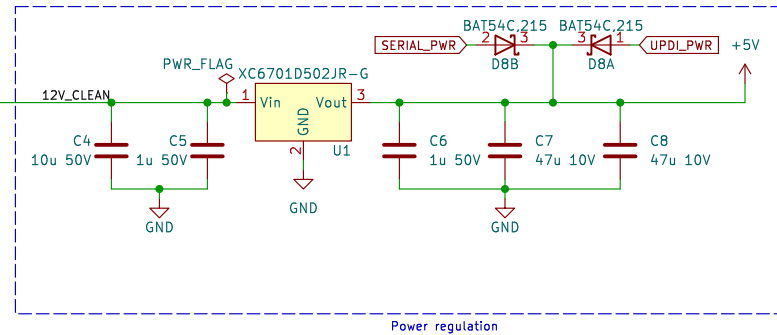 BAT54C,215 BAT54C,215
SERIAL_PWR 2 3 3 1 UPDI_PWR +5V
D8B D8A
PWR_FLAG XC6701D502JR-G
12V_CLEAN 1 Vin Vout 3
GND
C4 C5 2 U1 C6 C7 C8
10u 50V 1u 50V 1u 50V 47u 10V 47u 10V
GND GND GND
Power regulation